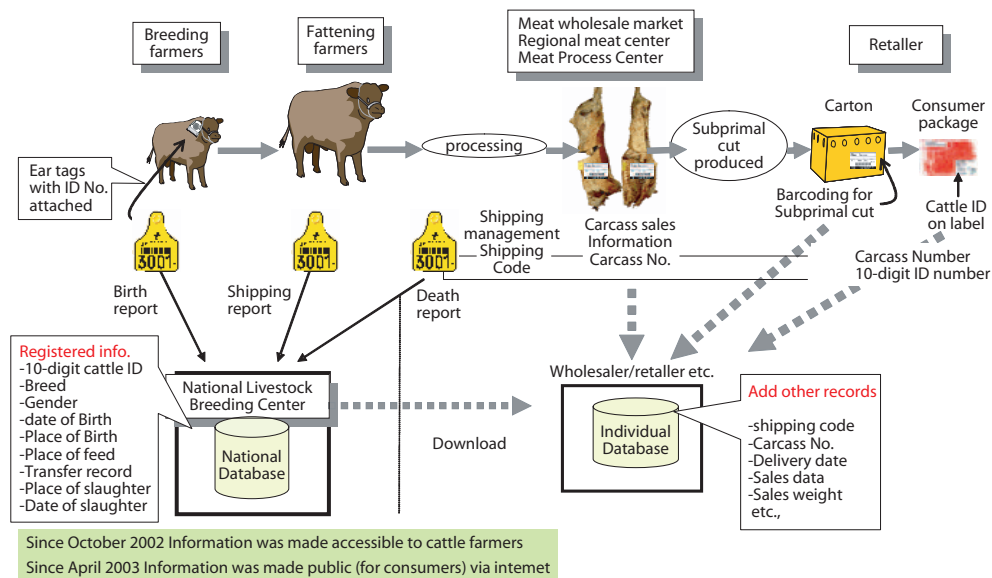 Breeding
farmers
Fattening
farmers
Meat wholesale market
Regional meat center
Meat Process Center
Retaller
Ear tags
with ID No.
attached
processing
Subprimal
cut
produced
Carton
Consumer
package
Barcoding for
Subprimal cut
Cattle ID
on label
3001
3001
3001
Shipping
management
Shipping
Code
Carcass sales
Information
Carcass No.
Carcass Number
10-digit ID number
Birth
report
Shipping
report
Death
report
Registered info.
-10-digit cattle ID
-Breed
-Gender
-date of Birth
-Place of Birth
-Place of feed
-Transfer record
-Place of slaughter
-Date of slaughter
National Livestock
Breeding Center
National
Database
Download
Wholesaler/retailer etc.
Individual
Database
Add other records
-shipping code
-Carcass No.
-Delivery date
-Sales data
-Sales weight
etc.,
Since October 2002 Information was made accessible to cattle farmers
Since April 2003 Information was made public (for consumers) via intemet